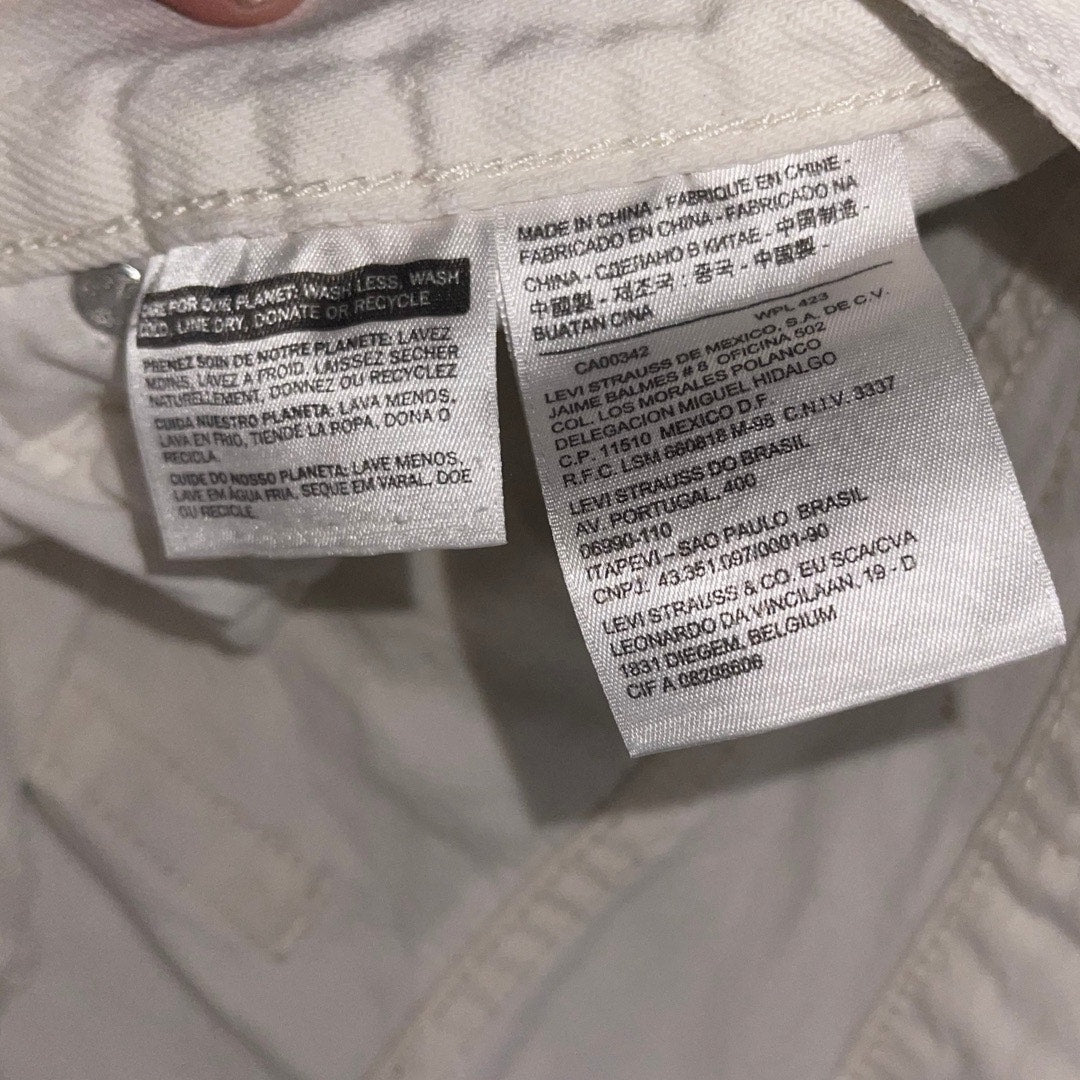 CARE FOR OUR PLANET: WASH LESS, WASH
COLD, LINE DRY, DONATE OR RECYCLE
PRENEZ SOIN DE NOTRE PLANETE: LAVEZ
MOINS, LAVEZ A FROID, LAISSEZ SECHER
NATURELLEMENT, DONNEZ OU RECYCLEZ
CUIDA NUESTRO PLANETA: LAVA MENOS,
LAVA EN FRIO, TIENDE LA ROPA, DONA O
RECICLA.
CUIDE DO NOSSO PLANETA: LAVE MENOS,
LAVE EM ÁGUA FRIA, SEQUE EM VARAL, DOE
OU RECICLE.
MADE IN CHINA - FABRIQUE EN CHINE -
FABRICADO EN CHINA - FABRICADO NA
CHINA - СДЕЛАНО В КИТАЕ - 中国制造 -
中國製 - 제조국 : 중국 - 中國製 -
BUATAN CINA
CA00342 WPL 423
LEVI STRAUSS DE MEXICO, S.A. DE C.V.
JAIME BALMES # 8 OFICINA 502
COL. LOS MORALES POLANCO
DELEGACION MIGUEL HIDALGO
C.P. 11510 MEXICO D.F.
R.F.C. LSM 660818 M-98 C.N.I.V. 3337
LEVI STRAUSS DO BRASIL
AV. PORTUGAL, 400
06990-110
ITAPEVI – SAO PAULO BRASIL
CNPJ: 43.351.097/0001-90
LEVI STRAUSS & CO. EU SCA/CVA
LEONARDO DA VINCILAAN, 19 - D
1831 DIEGEM, BELGIUM
CIF A 08298606